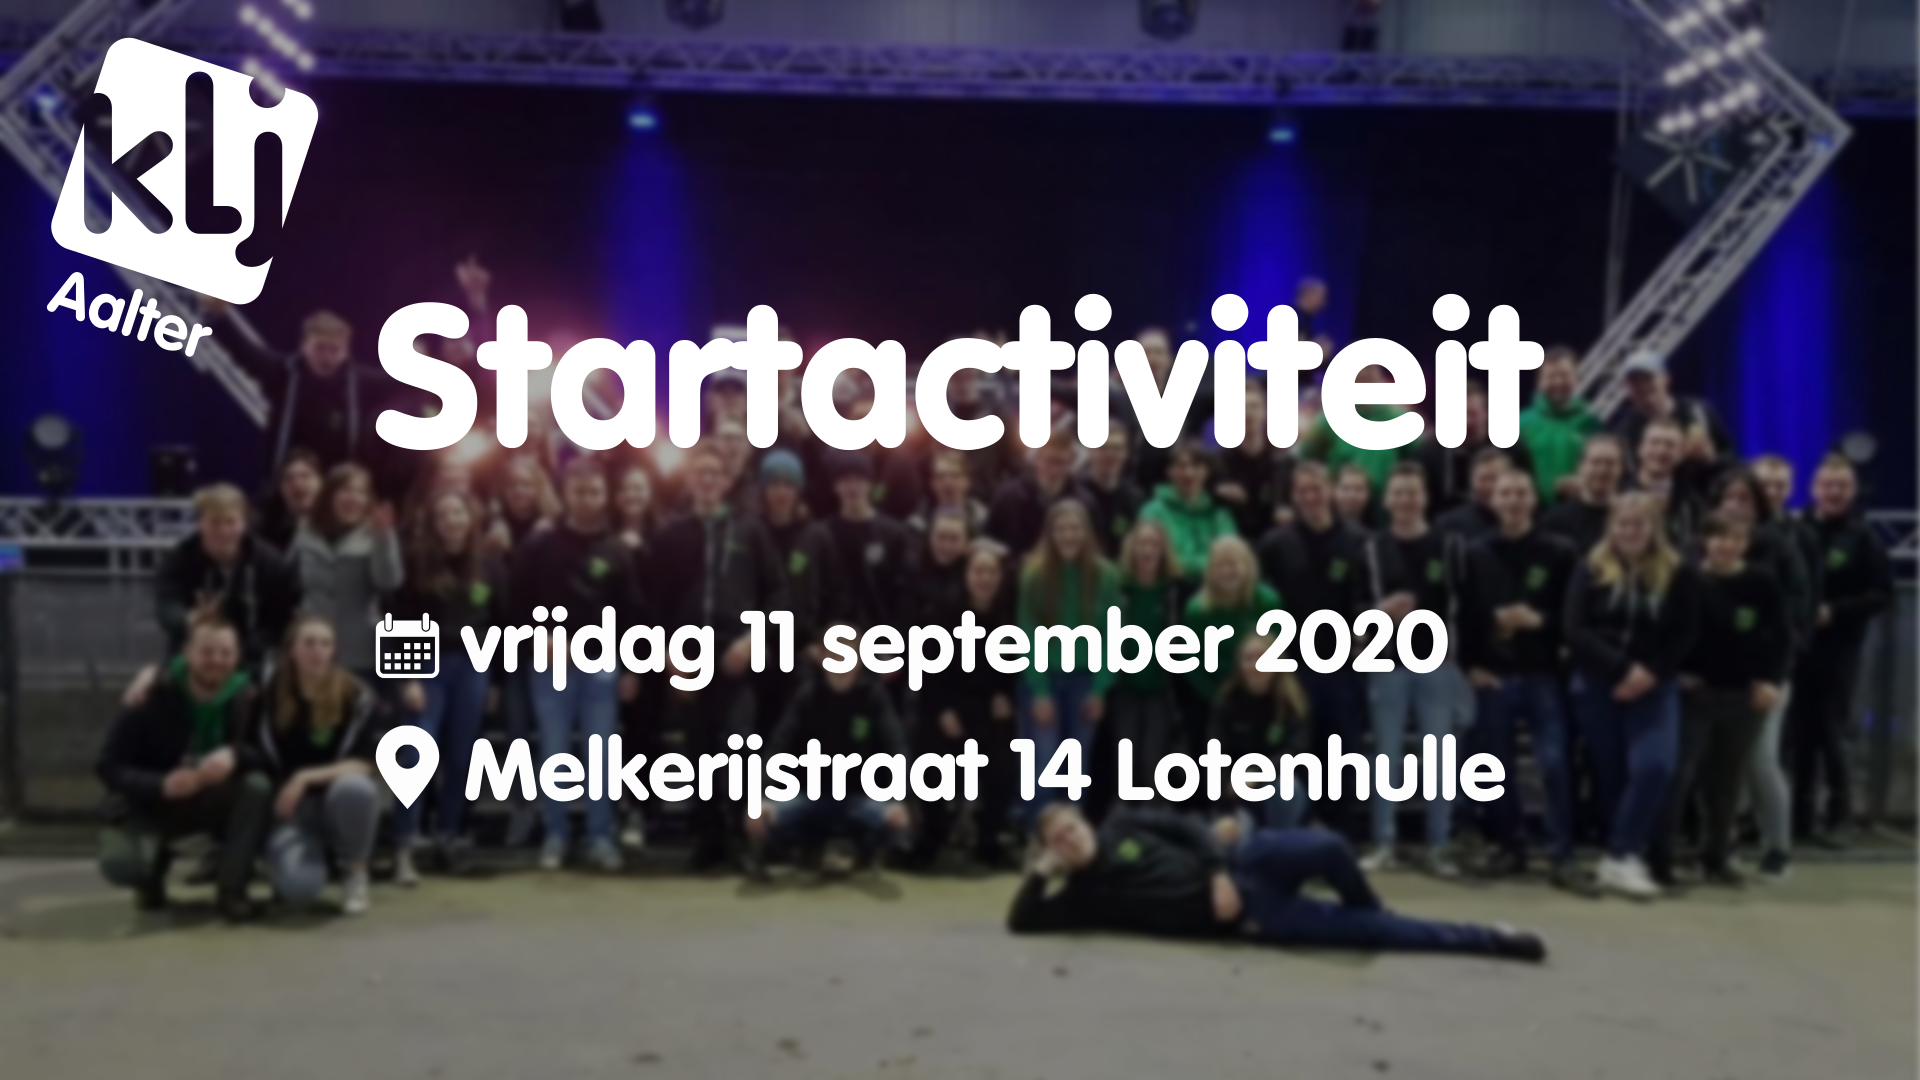 klj
Aalter
Startactiviteit
vrijdag 11 september 2020
Melkerijstraat 14 Lotenhulle